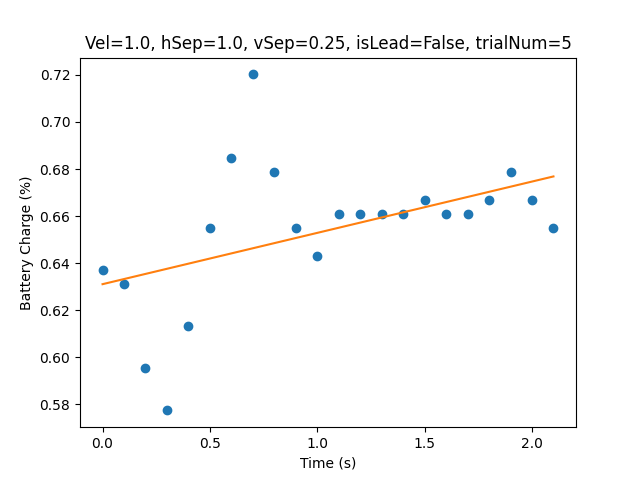 Vel=1.0, hSep=1.0, vSep=0.25, isLead=False, trialNum=5
0.72
0.70
0.68
0.66
0.64
0.62
0.60
0.58
Battery Charge (%)
0.0 0.5 1.0 1.5 2.0
Time (s)